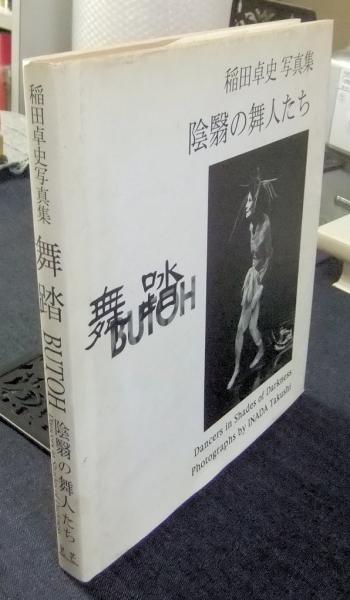 稲田卓史 写真集
陰翳の舞人たち
舞踏
BUTOH
Dancers in Shades of Darkness
Photographs by INADA Takushi
稲田卓史写真集 舞踏 BUTOH 陰翳の舞人たち